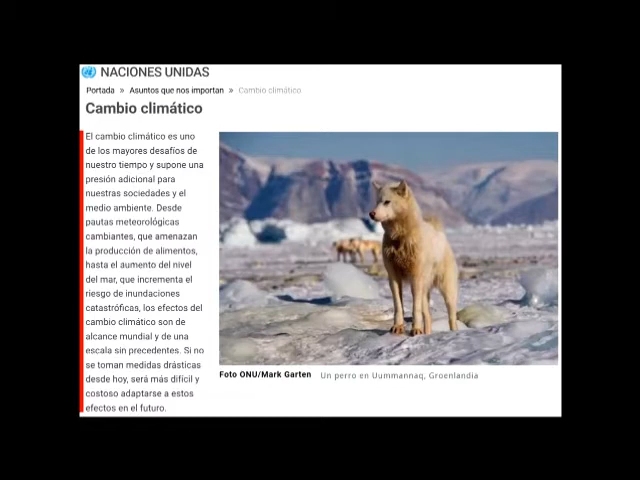 NACIONES UNIDAS
Portada » Asuntos que nos importan » Cambio climático
Cambio climático
El cambio climático es uno
de los mayores desafíos de
nuestro tiempo y supone una
presión adicional para
nuestras sociedades y el
medio ambiente. Desde
pautas meteorológicas
cambiantes, que amenazan
la producción de alimentos,
hasta el aumento del nivel
del mar, que incrementa el
riesgo de inundaciones
catastróficas, los efectos del
cambio climático son de
alcance mundial y de una
escala sin precedentes. Si no
se toman medidas drásticas
desde hoy, será más difícil y
costoso adaptarse a estos
efectos en el futuro.
Foto ONU/Mark Garten Un perro en Uummannaq, Groenlandia